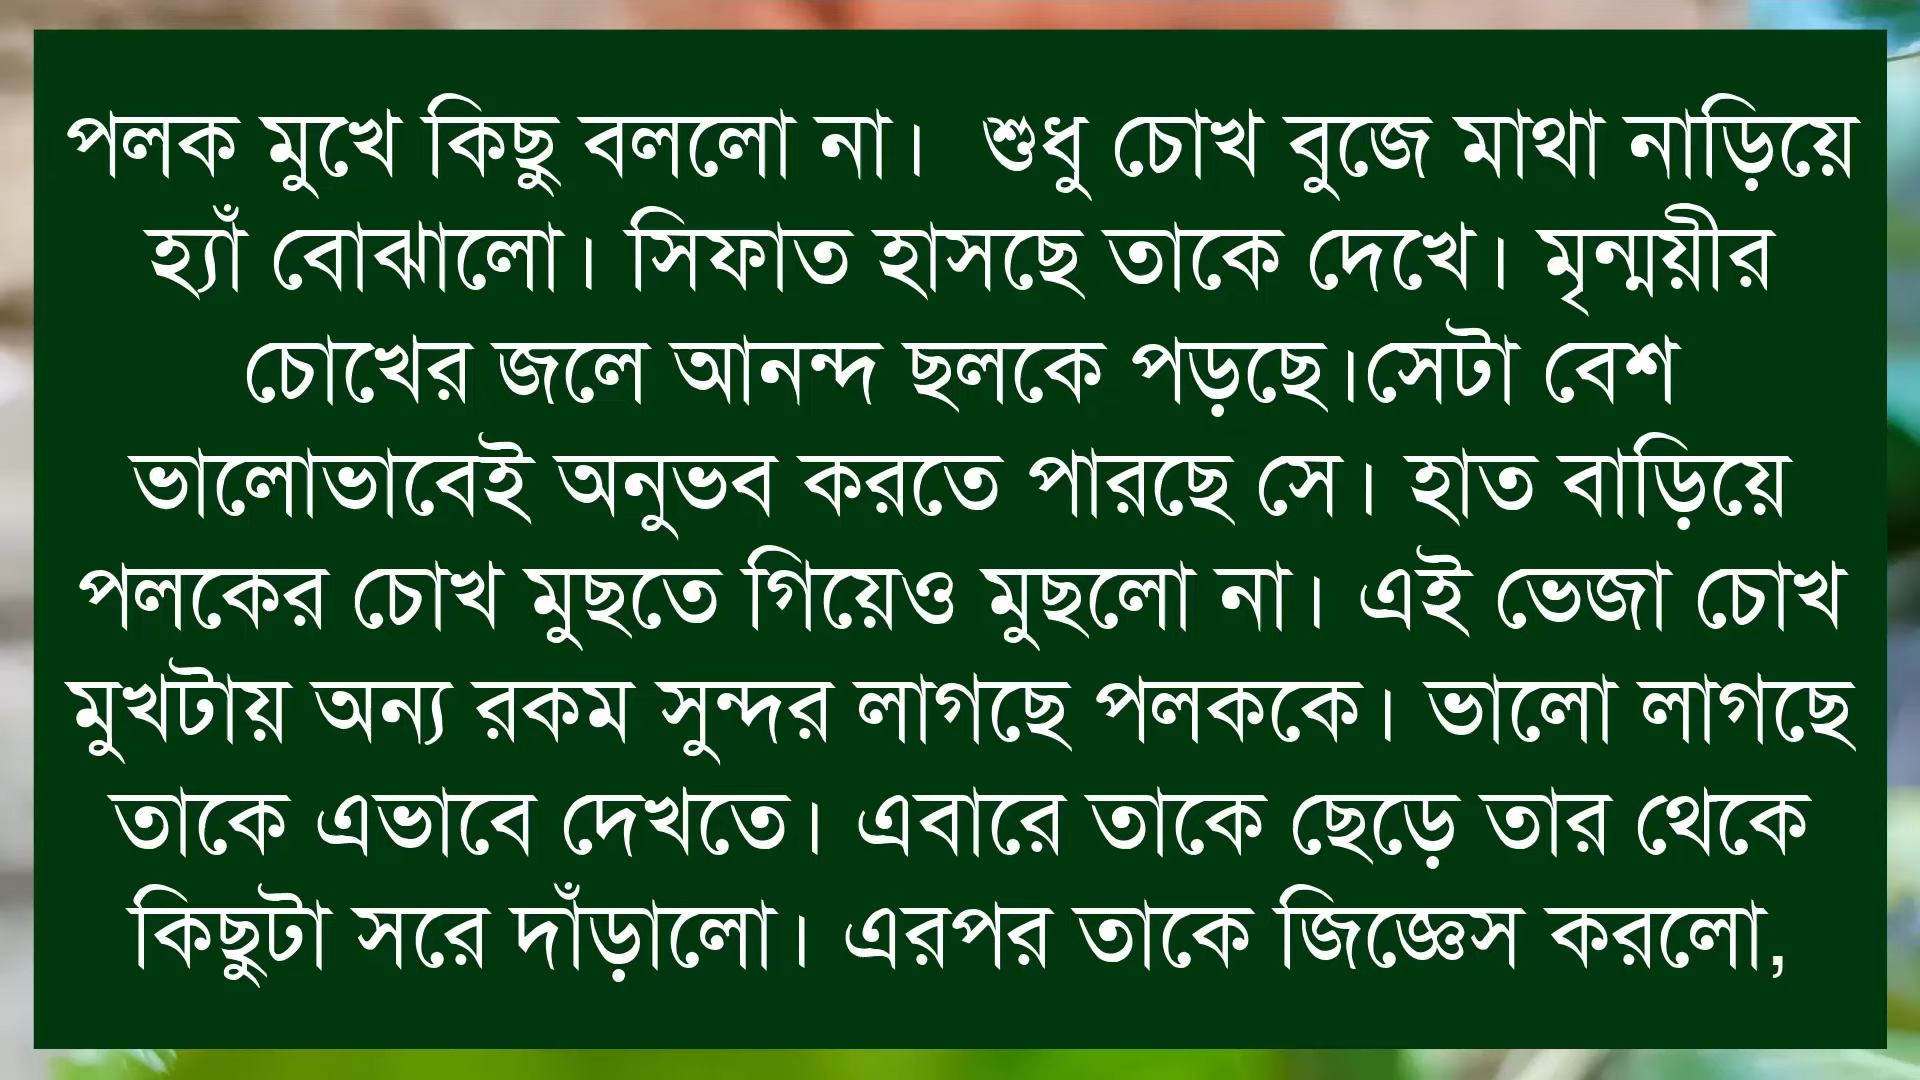 পলক মুখে কিছু বললো না।  শুধু চোখ বুজে মাথা নাড়িয়ে
হ্যাঁ বোঝালো। সিফাত হাসছে তাকে দেখে। মৃন্ময়ীর
চোখের জলে আনন্দ ছলকে পড়ছে।সেটা বেশ
ভালোভাবেই অনুভব করতে পারছে সে। হাত বাড়িয়ে
পলকের চোখ মুছতে গিয়েও মুছলো না। এই ভেজা চোখ
মুখটায় অন্য রকম সুন্দর লাগছে পলককে। ভালো লাগছে
তাকে এভাবে দেখতে। এবারে তাকে ছেড়ে তার থেকে
কিছুটা সরে দাঁড়ালো। এরপর তাকে জিজ্ঞেস করলো,